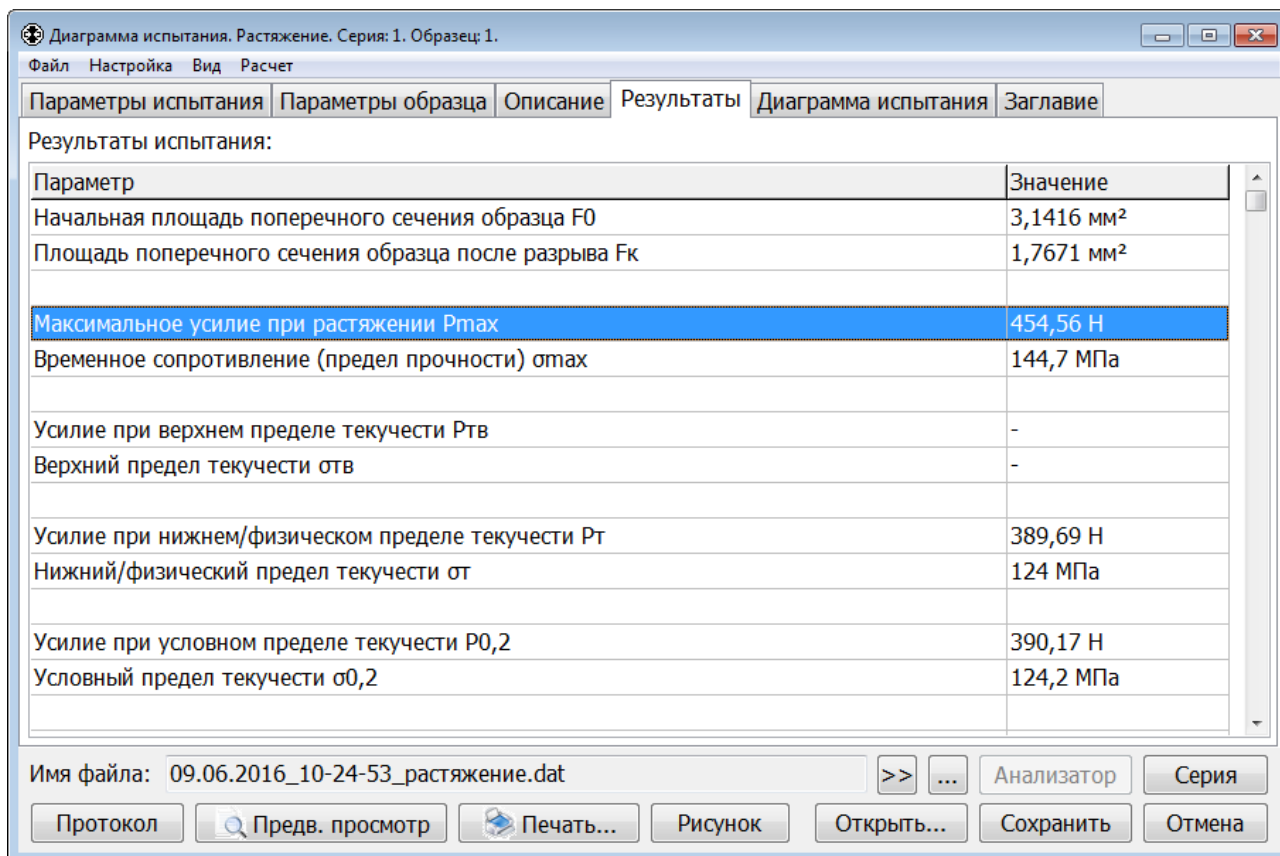 Диаграмма испытания. Растяжение. Серия: 1. Образец: 1.
Файл Настройка Вид Расчет
Параметры испытания Параметры образца Описание Результаты Диаграмма испытания Заглавие
Результаты испытания:
Параметр Значение
Начальная площадь поперечного сечения образца F0 3,1416 мм²
Площадь поперечного сечения образца после разрыва Fк 1,7671 мм²
Максимальное усилие при растяжении Pmax 454,56 Н
Временное сопротивление (предел прочности) σmax 144,7 МПа
Усилие при верхнем пределе текучести Pтв -
Верхний предел текучести σтв -
Усилие при нижнем/физическом пределе текучести Pт 389,69 Н
Нижний/физический предел текучести σт 124 МПа
Усилие при условном пределе текучести P0,2 390,17 Н
Условный предел текучести σ0,2 124,2 МПа
Имя файла: 09.06.2016_10-24-53_растяжение.dat >> ... Анализатор Серия
Протокол Предв. просмотр Печать... Рисунок Открыть... Сохранить Отмена